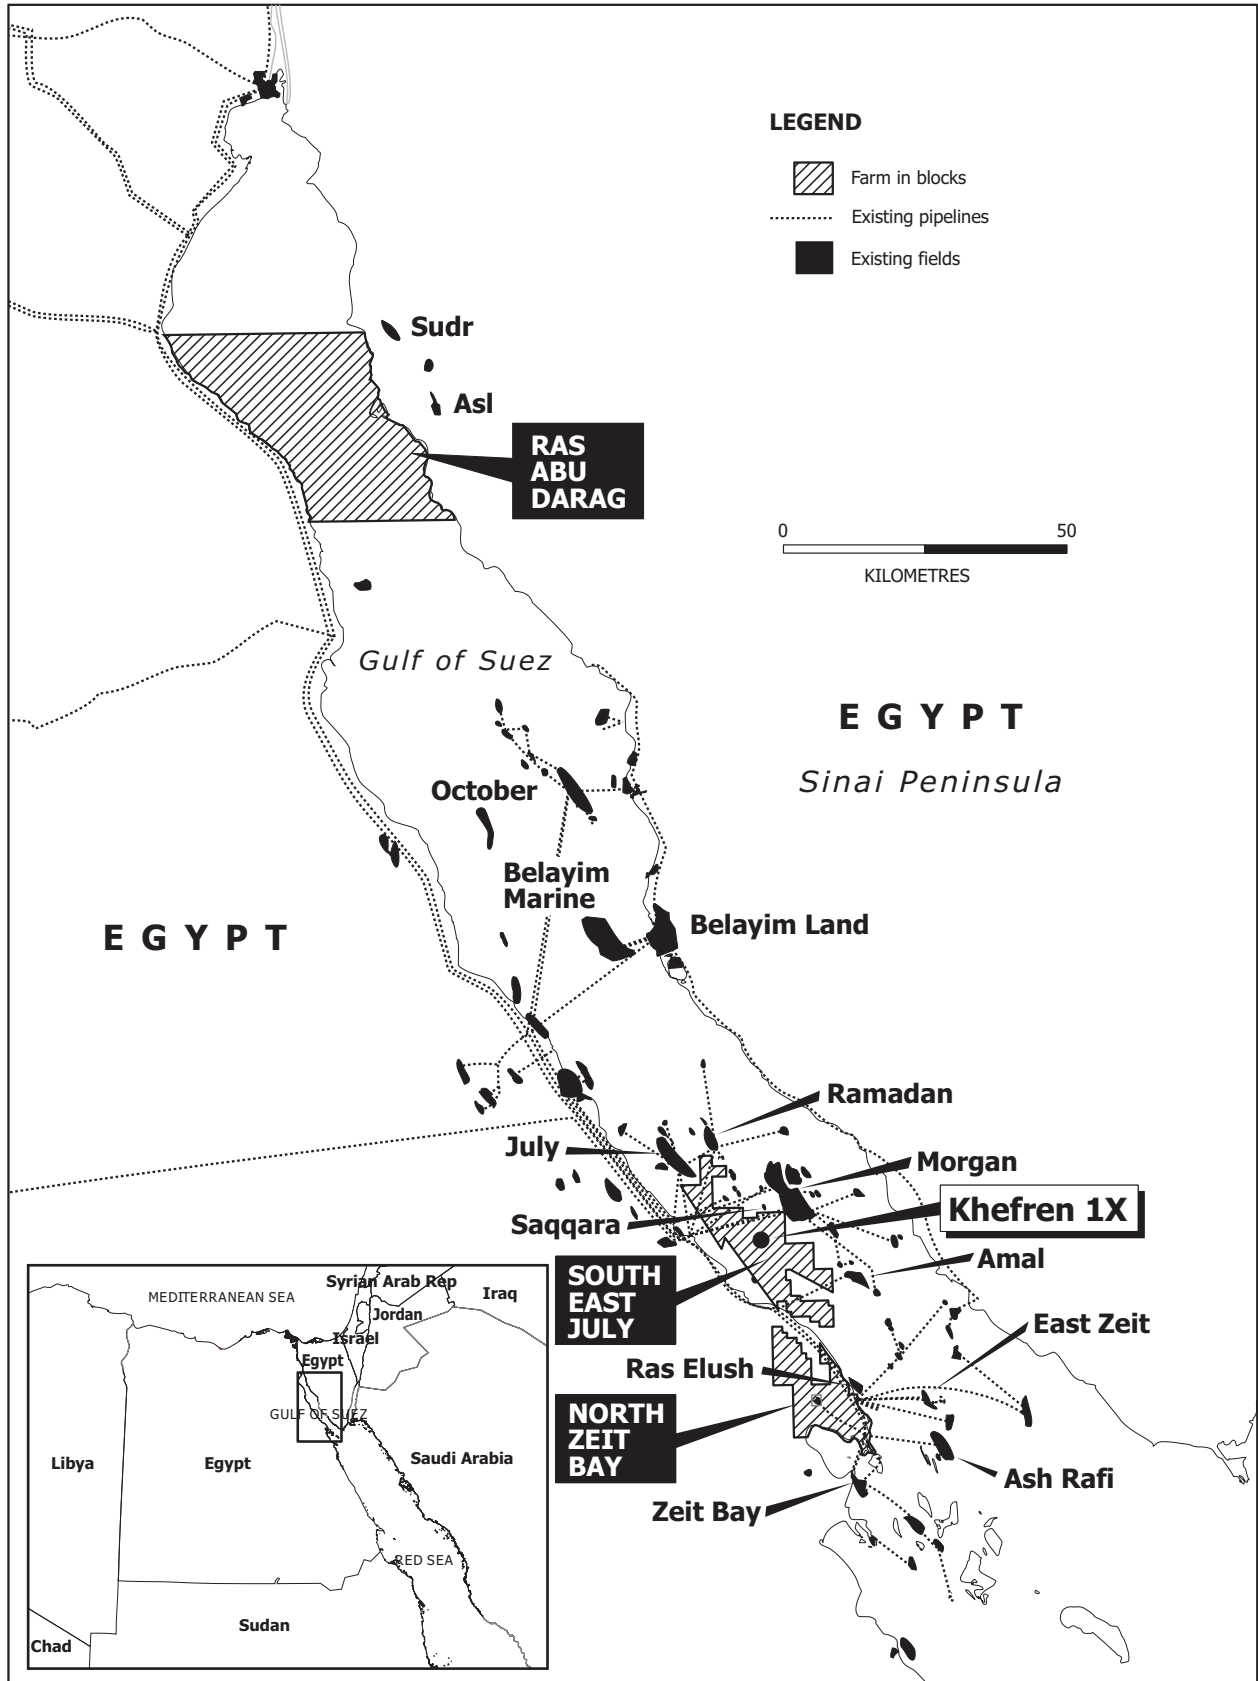 LEGEND
Farm in blocks
Existing pipelines
Existing fields
Sudr
Asl
RAS
ABU
DARAG
0 50
KILOMETRES
Gulf of Suez
EGYPT
Sinai Peninsula
October
Belayim
Marine
Belayim Land
EGYPT
Ramadan
July
Morgan
Saqqara
Khefren 1X
Amal
SOUTH
EAST
JULY
East Zeit
Ras Elush
NORTH
ZEIT
BAY
Ash Rafi
Zeit Bay
Syrian Arab Rep
MEDITERRANEAN SEA
Iraq
Jordan
Israel
Egypt
GULF OF SUEZ
Libya
Egypt
Saudi Arabia
RED SEA
Sudan
Chad